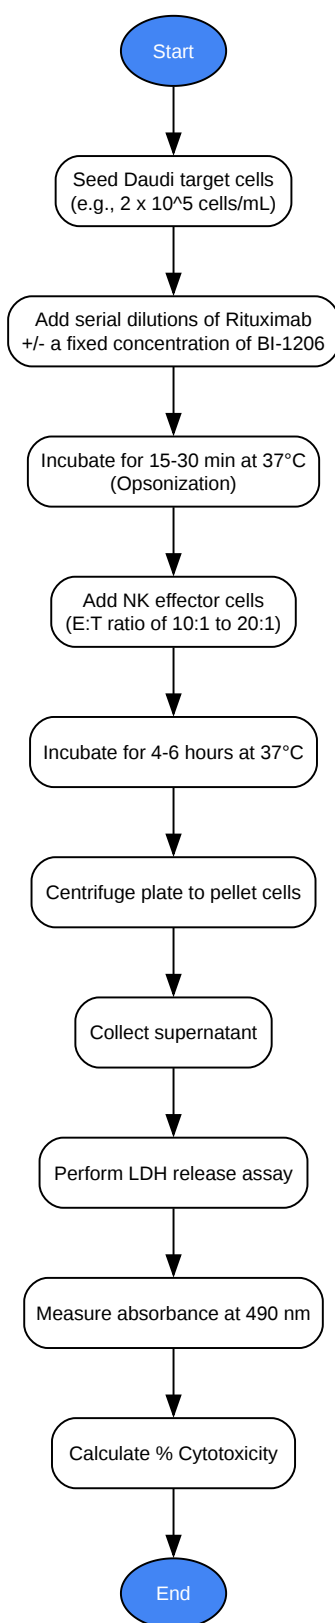 Start
Seed Daudi target cells
(e.g., 2 x 10^5 cells/mL)
Add serial dilutions of Rituximab
+/- a fixed concentration of BI-1206
Incubate for 15-30 min at 37°C
(Opsonization)
Add NK effector cells
(E:T ratio of 10:1 to 20:1)
Incubate for 4-6 hours at 37°C
Centrifuge plate to pellet cells
Collect supernatant
Perform LDH release assay
Measure absorbance at 490 nm
Calculate % Cytotoxicity
End